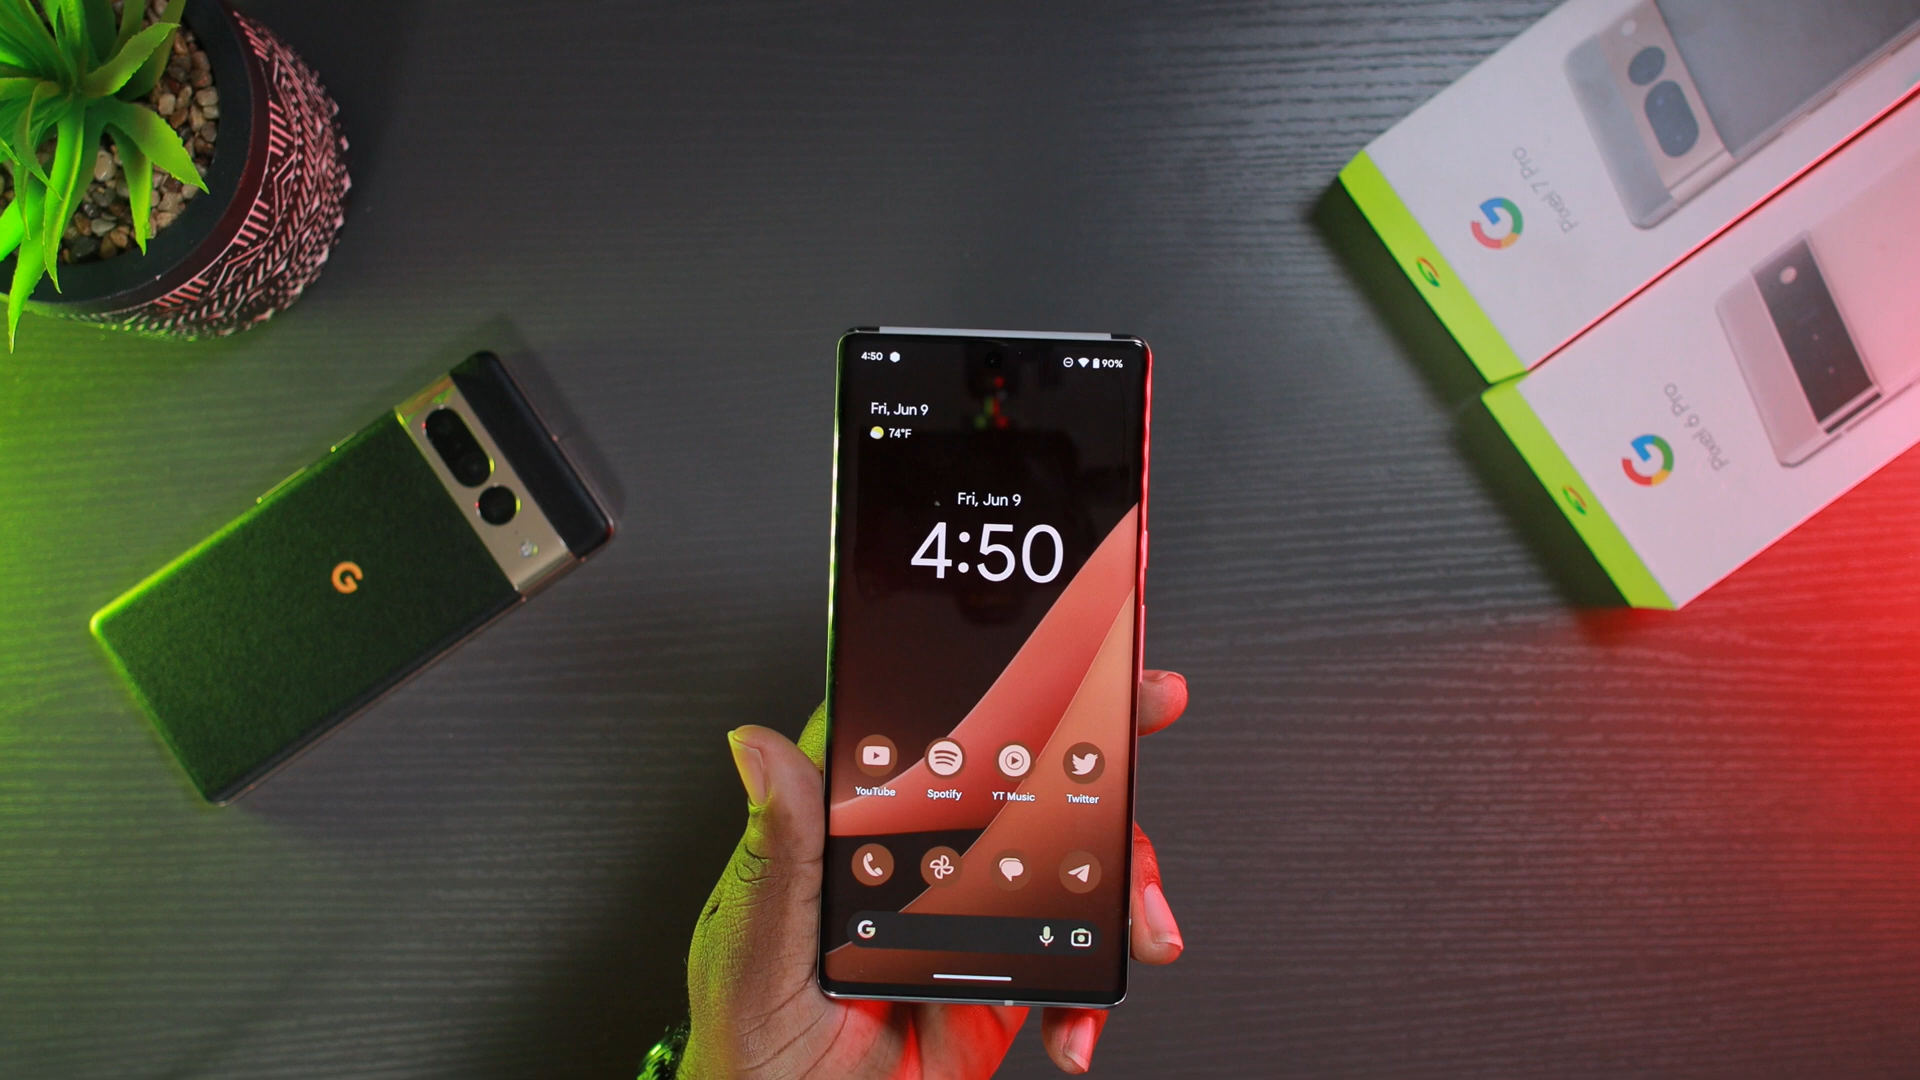 4:50
90%
Fri, Jun 9
74°F
Fri, Jun 9
4:50
YouTube
Spotify
YT Music
Twitter
G
G
G Pixel 7 Pro
G
G Pixel 6 Pro
G